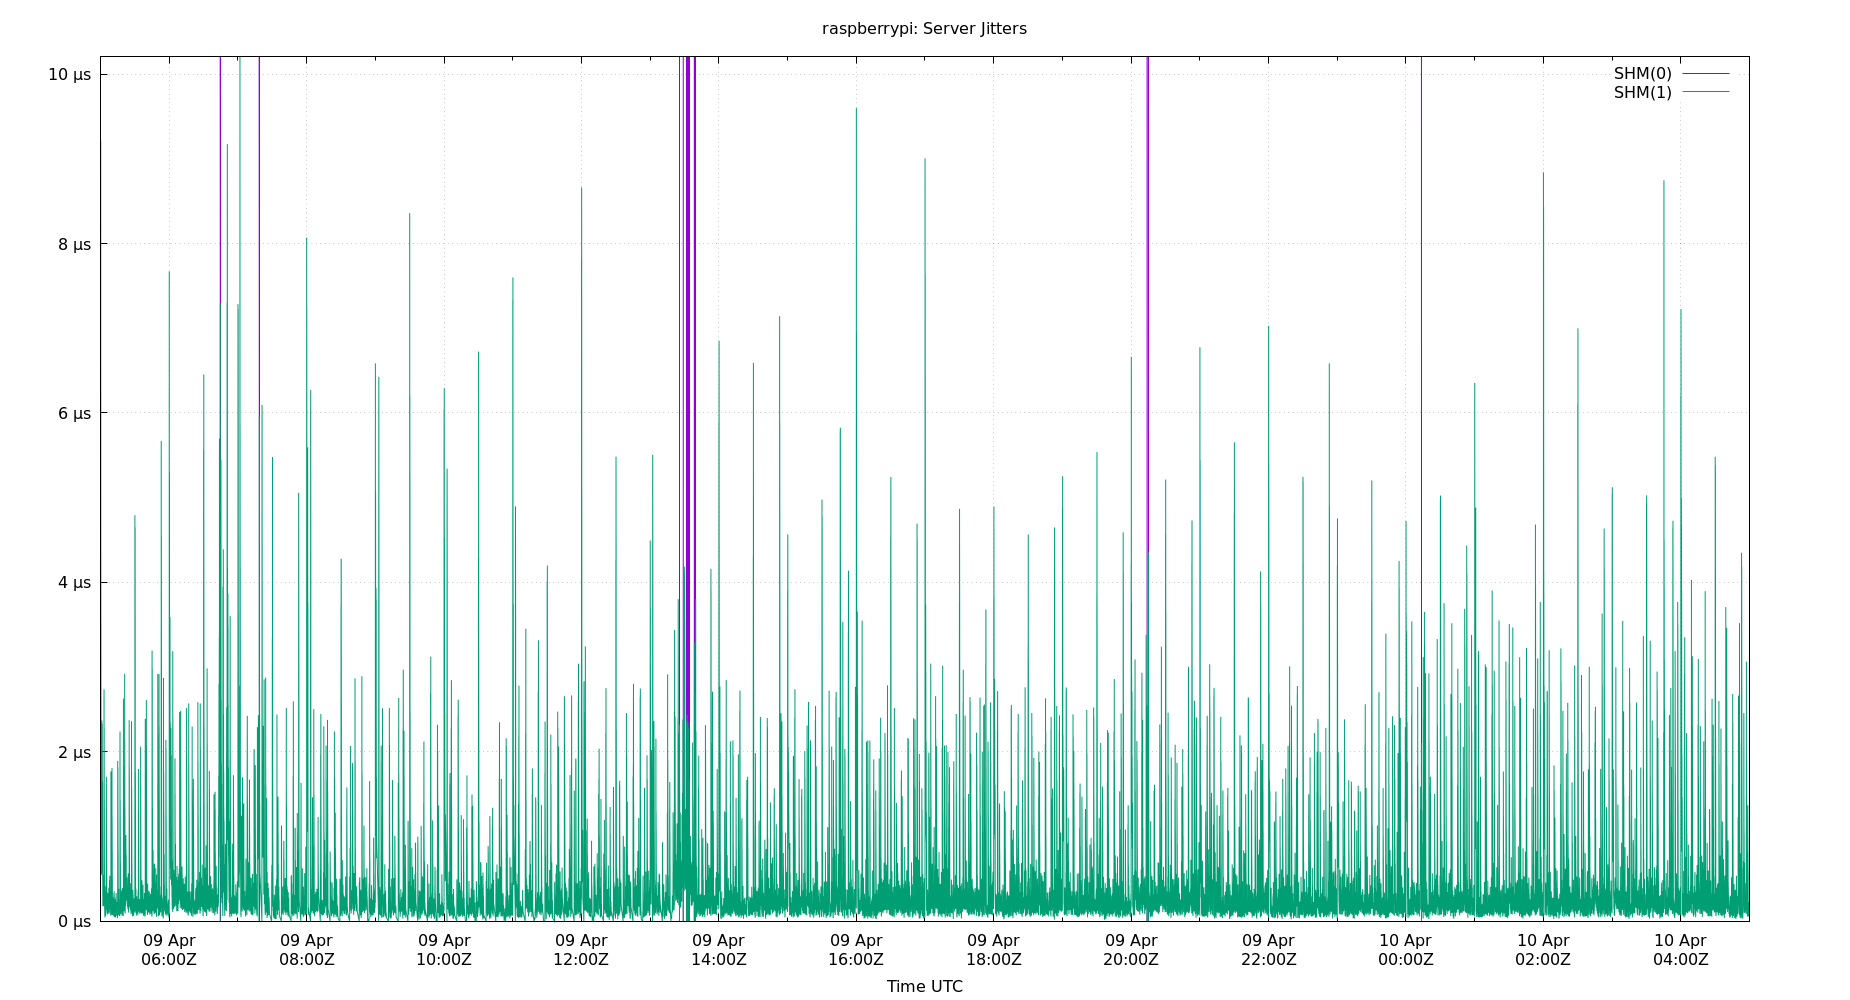 raspberrypi: Server Jitters
SHM(0)
SHM(1)
10 µs
8 µs
6 µs
4 µs
2 µs
0 µs
09 Apr 09 Apr 09 Apr 09 Apr 09 Apr 09 Apr 09 Apr 09 Apr 09 Apr 10 Apr 10 Apr 10 Apr
06:00Z 08:00Z 10:00Z 12:00Z 14:00Z 16:00Z 18:00Z 20:00Z 22:00Z 00:00Z 02:00Z 04:00Z
Time UTC